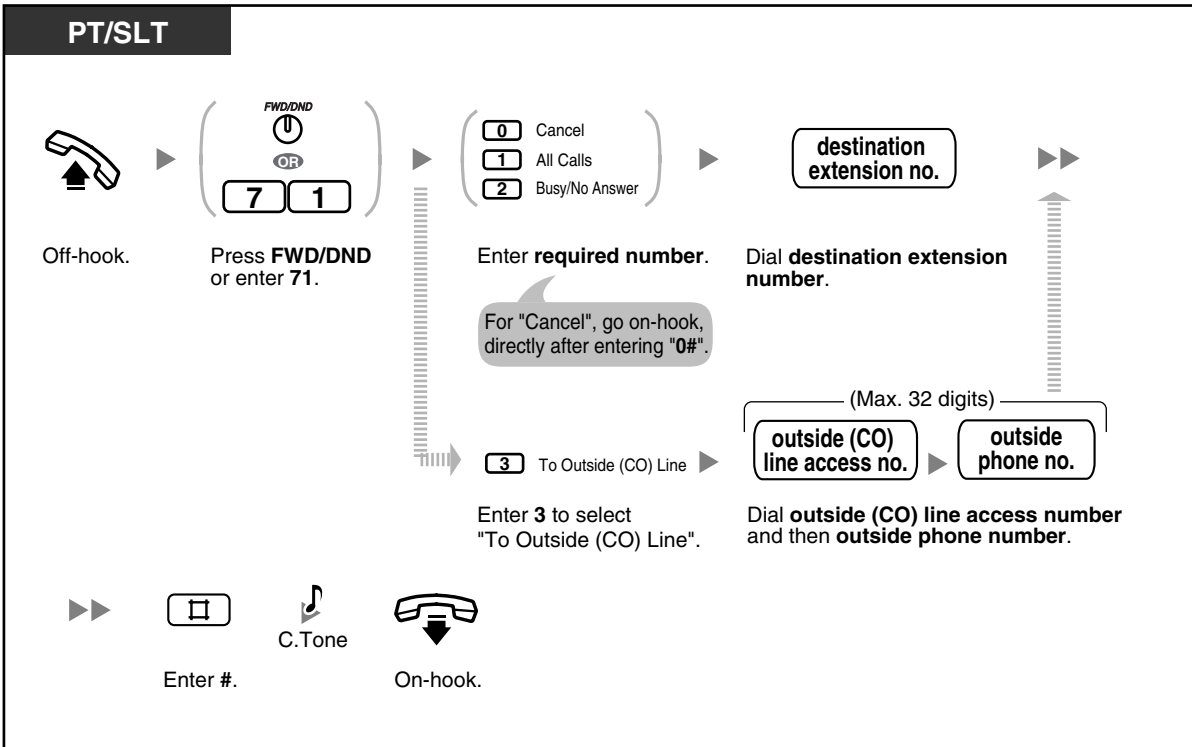 PT/SLT
FWD/DND
OR
7 1
0 Cancel
1 All Calls
2 Busy/No Answer
destination
extension no.
Off-hook.
Press FWD/DND
or enter 71.
Enter required number.
Dial destination extension
number.
For "Cancel", go on-hook,
directly after entering "0#".
(Max. 32 digits)
3 To Outside (CO) Line
outside (CO)
line access no.
outside
phone no.
Enter 3 to select
"To Outside (CO) Line".
Dial outside (CO) line access number
and then outside phone number.
C.Tone
Enter #.
On-hook.